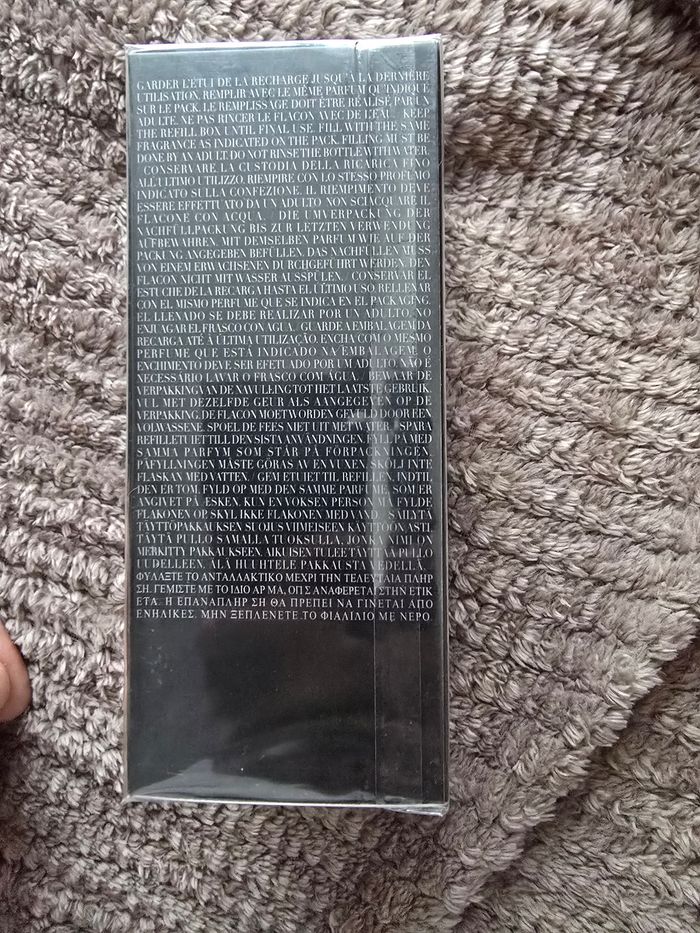 GARDER L'ÉTUI DE LA RECHARGE JUSQU'À LA DERNIÈRE
UTILISATION. REMPLIR AVEC LE MÊME PARFUM QU'INDIQUÉ
SUR LE PACK. LE REMPLISSAGE DOIT ÊTRE RÉALISÉ PAR UN
ADULTE. NE PAS RINCER LE FLACON AVEC DE L'EAU. KEEP
THE REFILL BOX UNTIL FINAL USE. FILL WITH THE SAME
FRAGRANCE AS INDICATED ON THE PACK. FILLING MUST BE
DONE BY AN ADULT. DO NOT RINSE THE BOTTLE WITH WATER.
CONSERVARE LA CUSTODIA DELLA RICARICA FINO
ALL'ULTIMO UTILIZZO. RIEMPIRE CON LO STESSO PROFUMO
INDICATO SULLA CONFEZIONE. IL RIEMPIMENTO DEVE
ESSERE EFFETTUATO DA UN ADULTO. NON SCIACQUARE IL
FLACONE CON ACQUA. DIE UMVERPACKUNG DER
NACHFÜLLPACKUNG BIS ZUR LETZTEN VERWENDUNG
AUFBEWAHREN. MIT DEMSELBEN PARFUM WIE AUF DER
PACKUNG ANGEGEBEN BEFÜLLEN. DAS NACHFÜLLEN MUSS
VON EINEM ERWACHSENEN DURCHGEFÜHRT WERDEN. DEN
FLACON NICHT MIT WASSER AUSSPÜLEN. CONSERVAR EL
ESTUCHE DE LA RECARGA HASTA EL ÚLTIMO USO. RELLENAR
CON EL MISMO PERFUME QUE SE INDICA EN EL PACKAGING.
EL LLENADO SE DEBE REALIZAR POR UN ADULTO. NO
ENJUAGAR EL FRASCO CON AGUA. GUARDE A EMBALAGEM DA
RECARGA ATÉ À ÚLTIMA UTILIZAÇÃO. ENCHA COM O MESMO
PERFUME QUE ESTÁ INDICADO NA EMBALAGEM. O
ENCHIMENTO DEVE SER EFETUADO POR UM ADULTO. NÃO É
NECESSÁRIO LAVAR O FRASCO COM ÁGUA. BEWAAR DE
VERPAKKING VAN DE NAVULLING TOT HET LAATSTE GEBRUIK.
VUL MET DEZELFDE GEUR ALS AANGEGEVEN OP DE
VERPAKKING. DE FLACON MOET WORDEN GEVULD DOOR EEN
VOLWASSENE. SPOEL DE FLES NIET UIT MET WATER. SPARA
REFILLETUIET TILL DEN SISTA ANVÄNDNINGEN. FYLL PÅ MED
SAMMA PARFYM SOM STÅR PÅ FÖRPACKNINGEN.
PÅFYLLNINGEN MÅSTE GÖRAS AV EN VUXEN. SKÖLJ INTE
FLASKAN MED VATTEN. GEM ETUIET TIL REFILLEN, INDTIL
DEN ER TOM. FYLD OP MED DEN SAMME PARFUME, SOM ER
ANGIVET PÅ ÆSKEN. KUN EN VOKSEN PERSON MÅ FYLDE
FLAKONEN OP. SKYL IKKE FLAKONEN MED VAND. SÄILYTÄ
TÄYTTÖPAKKAUKSEN SUOJUS VIIMEISEEN KÄYTTÖÖN ASTI.
TÄYTÄ PULLO SAMALLA TUOKSULLA, JONKA NIMI ON
MERKITTY PAKKAUKSEEN. AIKUISEN TULEE TÄYTTÄÄ PULLO
UUDELLEEN. ÄLÄ HUUHTELE PAKKAUSTA VEDELLÄ.
ΦΥΛΑΞΤΕ ΤΟ ΑΝΤΑΛΛΑΚΤΙΚΟ ΜΕΧΡΙ ΤΗΝ ΤΕΛΕΥΤΑΙΑ ΠΛΗΡ
ΣΗ. ΓΕΜΙΣΤΕ ΜΕ ΤΟ ΙΔΙΟ ΑΡ ΜΑ, ΟΠ Σ ΑΝΑΦΕΡΕΤΑΙ ΣΤΗΝ ΕΤΙΚ
ΕΤΑ. Η ΕΠΑΝΑΠΛΗΡ ΣΗ ΘΑ ΠΡΕΠΕΙ ΝΑ ΓΙΝΕΤΑΙ ΑΠΟ
ΕΝΗΛΙΚΕΣ. ΜΗΝ ΞΕΠΛΕΝΕΤΕ ΤΟ ΦΙΑΛΙΛΙΟ ΜΕ ΝΕΡΟ.